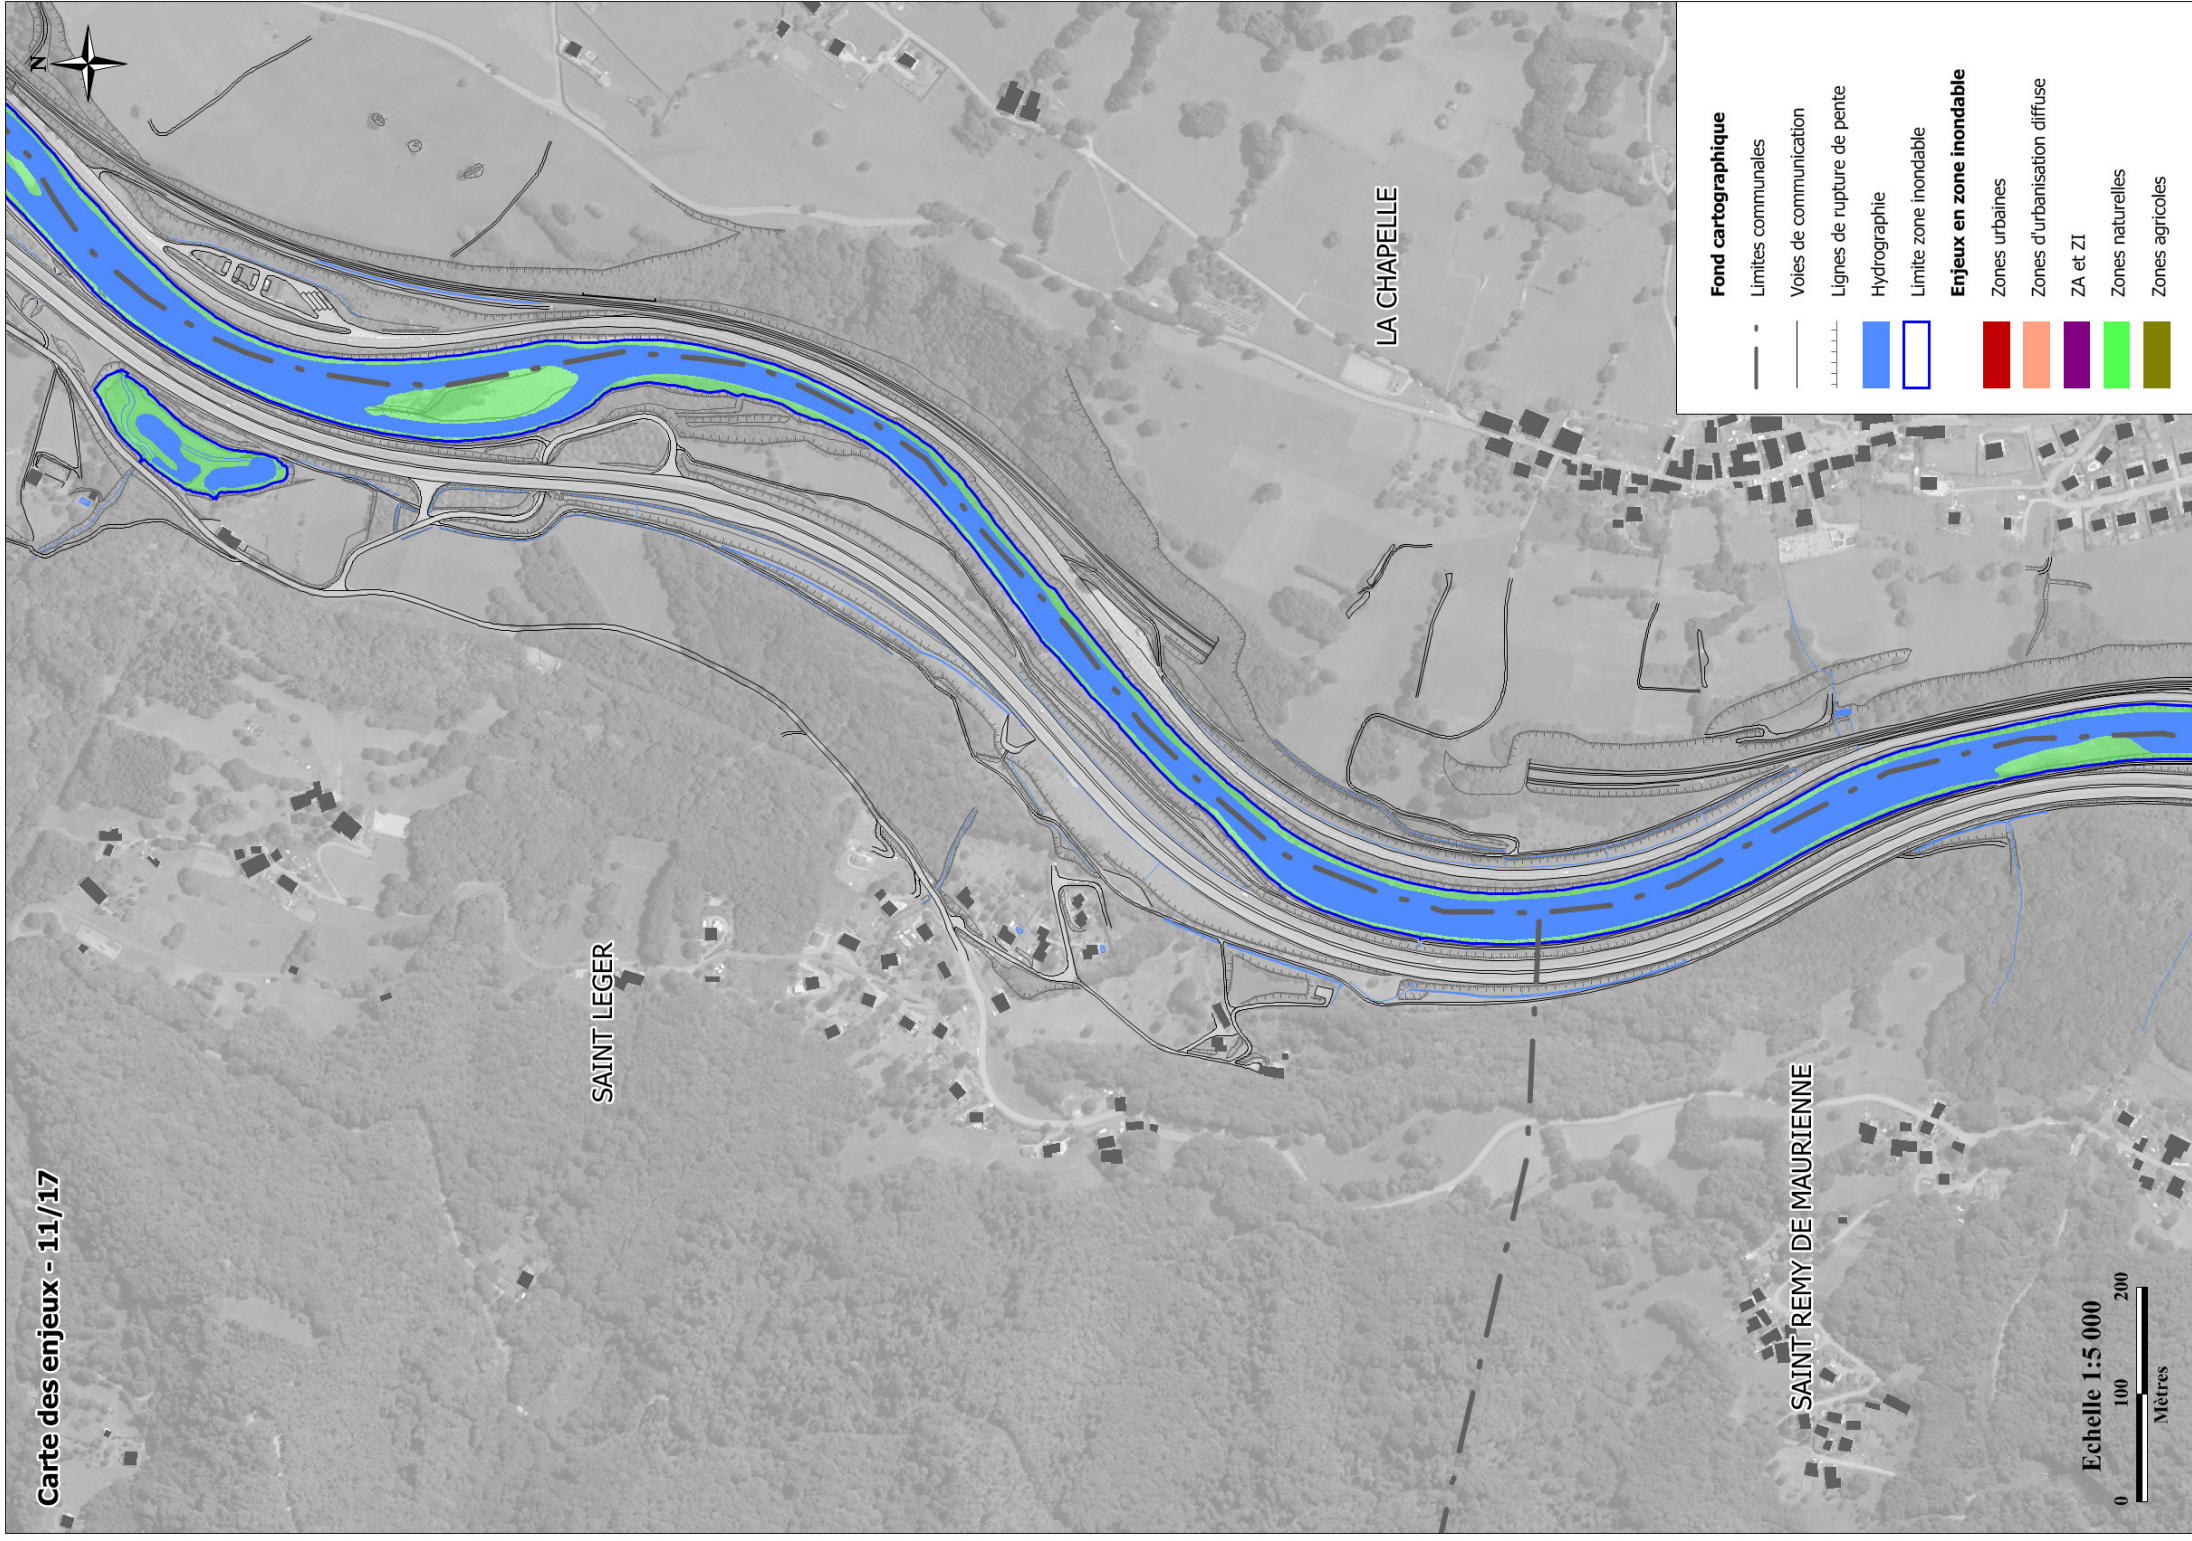 Carte des enjeux - 11/17
N
SAINT LEGER
LA CHAPELLE
SAINT REMY DE MAURIENNE
Echelle 1:5 000
0 100 200
Mètres
Fond cartographique
Limites communales
Voies de communication
Lignes de rupture de pente
Hydrographie
Limite zone inondable
Enjeux en zone inondable
Zones urbaines
Zones d'urbanisation diffuse
ZA et ZI
Zones naturelles
Zones agricoles